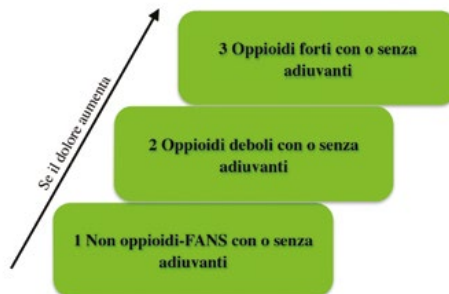 3 Oppioidi forti con o senza
adiuvanti
Se il dolore aumenta
2 Oppioidi deboli con o senza
adiuvanti
1 Non oppioidi-FANS con o senza
adiuvanti